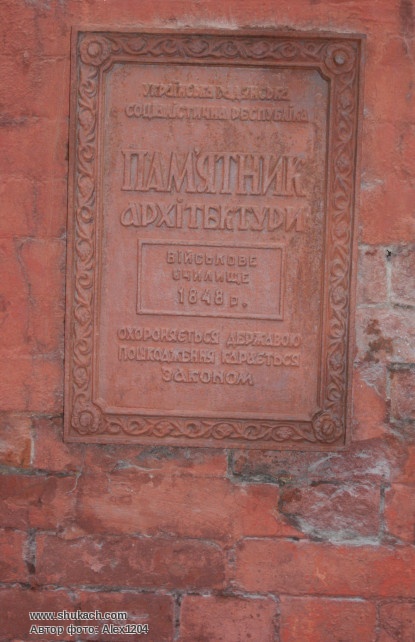 Українська Радянська
Соціалістична Республіка
ПАМ'ЯТНИК
АРХІТЕКТУРИ
ВІЙСЬКОВЕ
УЧИЛИЩЕ
1848 р.
ОХОРОНЯЄТЬСЯ ДЕРЖАВОЮ
ПОШКОДЖЕННЯ КАРАЄТЬСЯ
ЗАКОНОМ
www.shukach.com
Автор фото: Alex1204